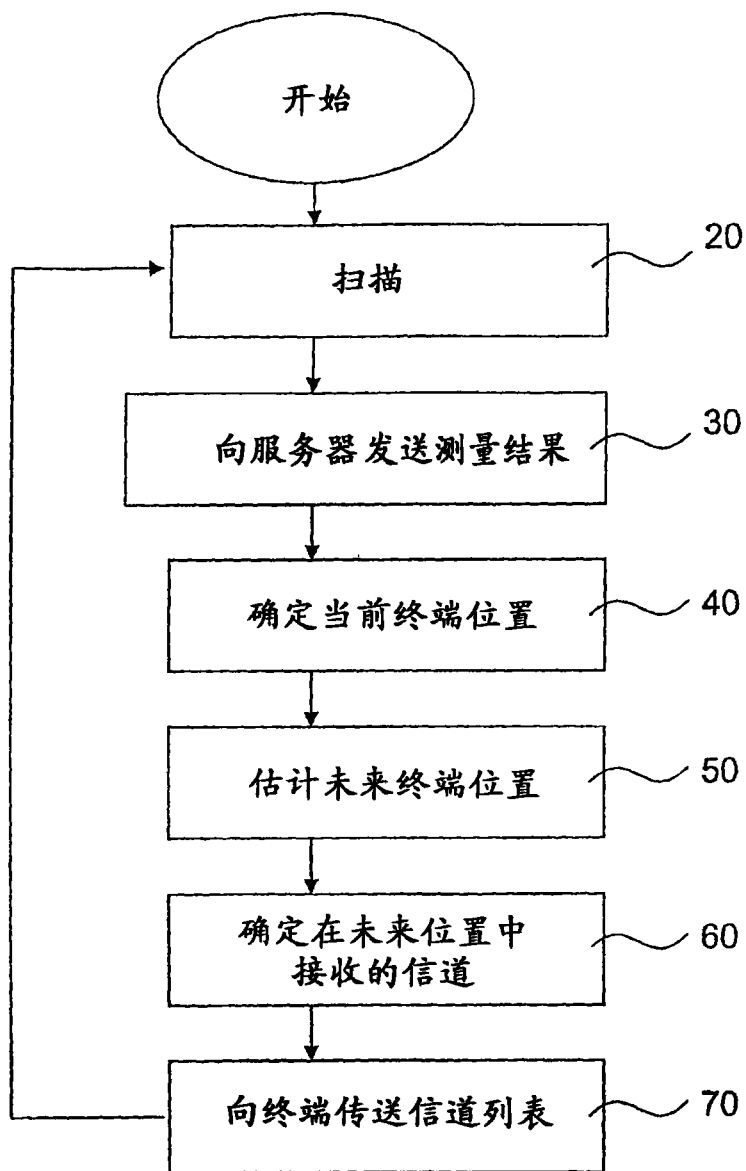 开始
扫描
20
向服务器发送测量结果
30
确定当前终端位置
40
估计未来终端位置
50
确定在未来位置中
接收的信道
60
向终端传送信道列表
70